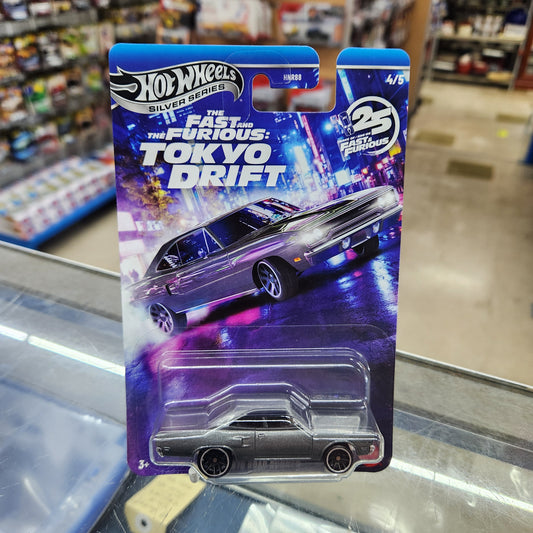 HNR88
4/5
Hot Wheels
SILVER SERIES
THE
FAST AND
THE FURIOUS:
TOKYO
DRIFT
25
FAST &
FURIOUS
3+